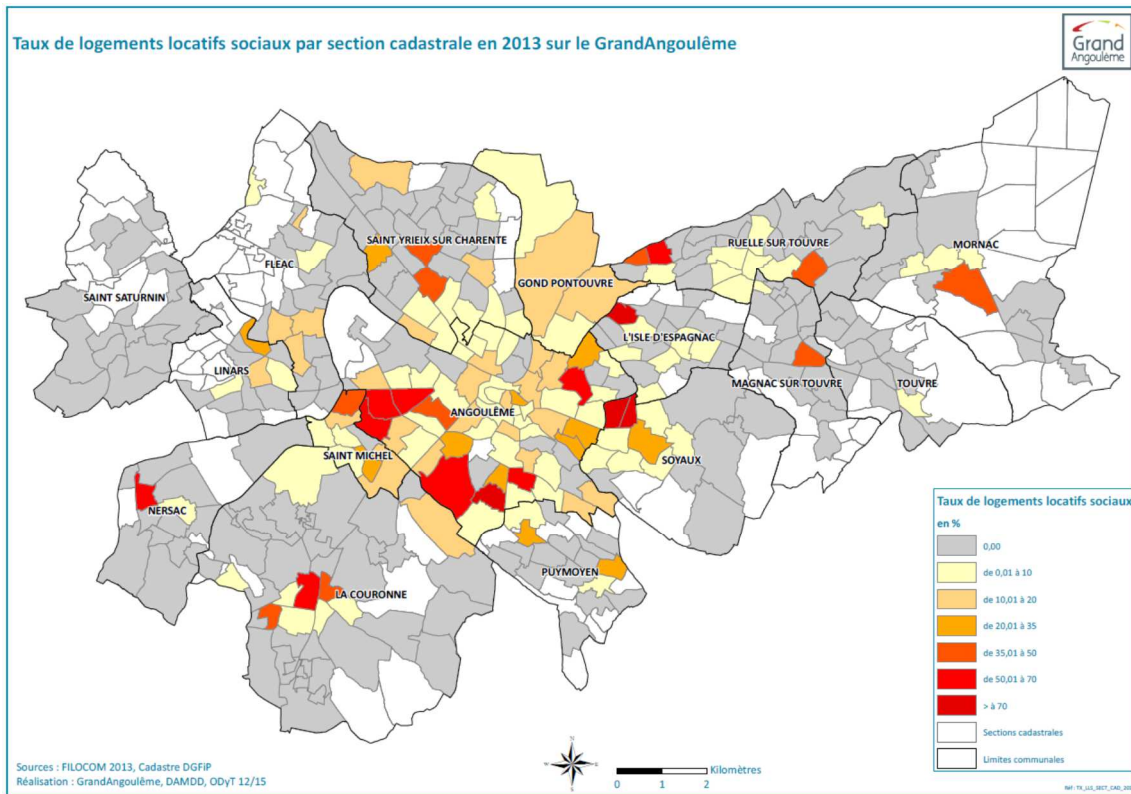 Taux de logements locatifs sociaux par section cadastrale en 2013 sur le GrandAngoulême
Grand
Angoulême
SAINT YRIEIX SUR CHARENTE
RUELLE SUR TOUVRE
MORNAC
FLEAC
GOND PONTOUVRE
SAINT SATURNIN
L'ISLE D'ESPAGNAC
LINARS
MAGNAC SUR TOUVRE
TOUVRE
ANGOULÊME
SAINT MICHEL
SOYAUX
NERSAC
PUYMOYEN
LA COURONNE
Taux de logements locatifs sociaux
en %
0,00
de 0,01 à 10
de 10,01 à 20
de 20,01 à 35
de 35,01 à 50
de 50,01 à 70
> à 70
Sections cadastrales
Limites communales
Sources : FILOCOM 2013, Cadastre DGFiP
Réalisation : GrandAngoulême, DAMDD, ODyT 12/15
Kilomètres
0 1 2